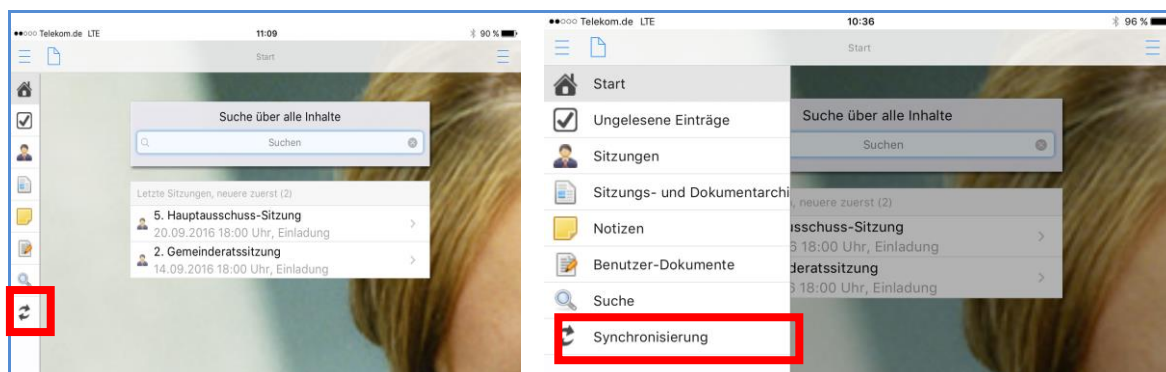 Telekom.de LTE 11:09 90 %
Start
Suche über alle Inhalte
Suchen
Letzte Sitzungen, neuere zuerst (2)
5. Hauptausschuss-Sitzung
20.09.2016 18:00 Uhr, Einladung
2. Gemeinderatssitzung
14.09.2016 18:00 Uhr, Einladung
Telekom.de LTE 10:36 96 %
Start
Start
Ungelesene Einträge
Sitzungen
Sitzungs- und Dokumentarchi
Notizen
Benutzer-Dokumente
Suche
Synchronisierung
Suche über alle Inhalte
Suchen
, neuere zuerst (2)
usschuss-Sitzung
6 18:00 Uhr, Einladung
deratssitzung
6 18:00 Uhr, Einladung